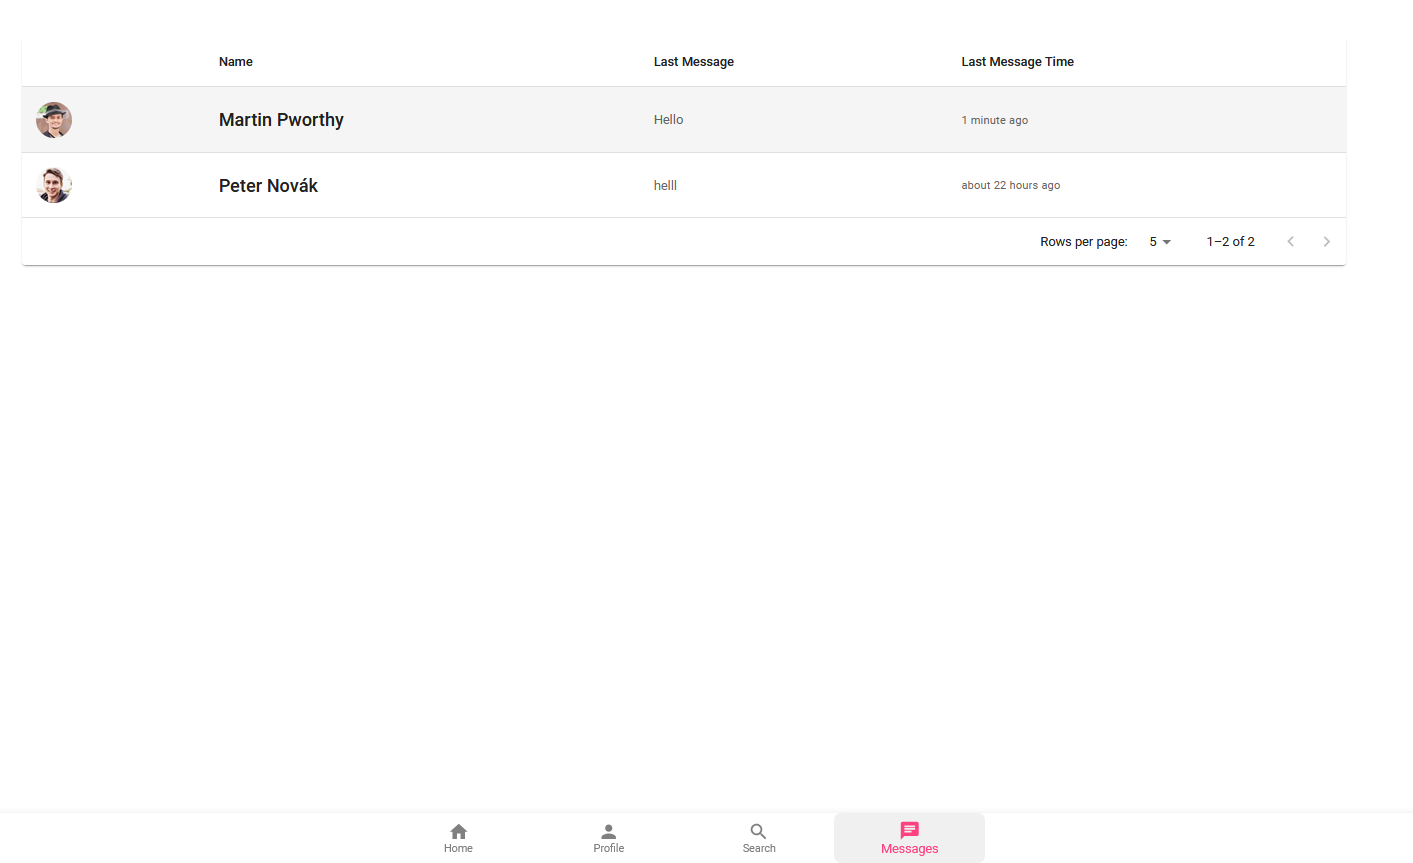 Name Last Message Last Message Time
Martin Pworthy Hello 1 minute ago
Peter Novák helll about 22 hours ago
Rows per page: 5 1–2 of 2
Home Profile Search Messages